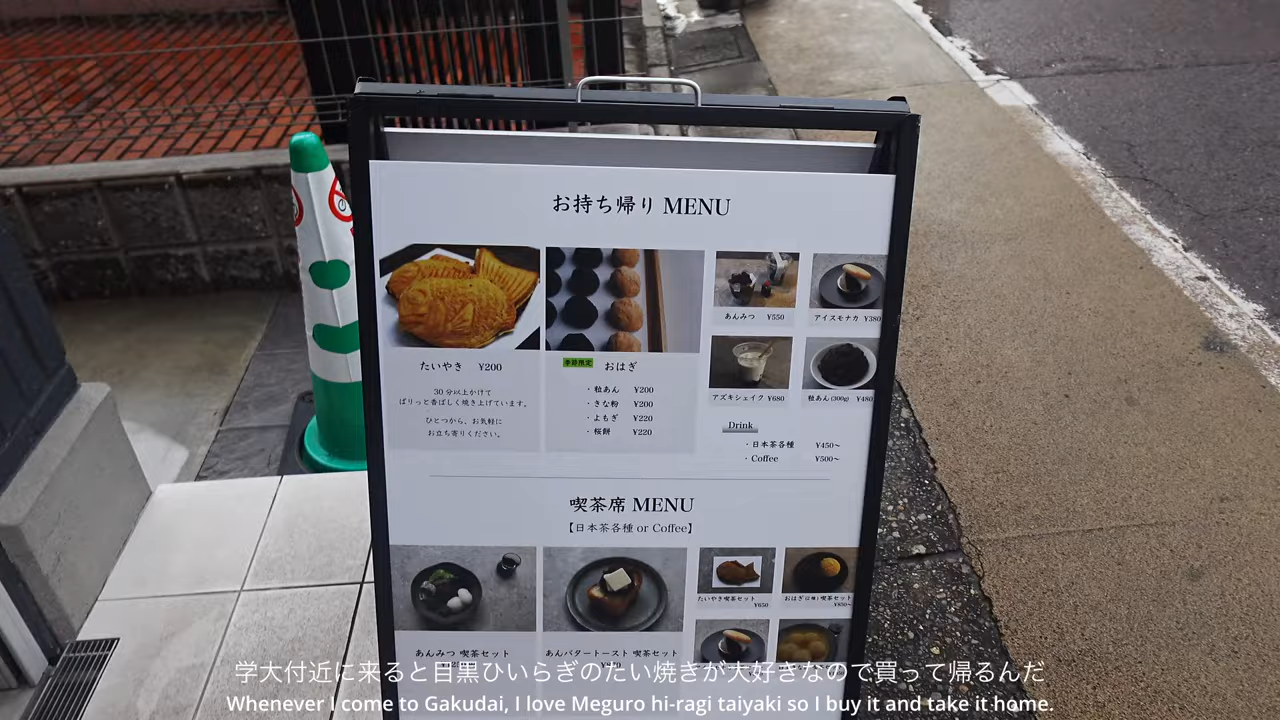 お持ち帰り MENU
たいやき ¥200
30分以上かけて
ぱりっと香ばしく焼き上げています。
ひとつから、お気軽に
お立ち寄りください。
季節限定 おはぎ
・粒あん ¥200
・きな粉 ¥200
・よもぎ ¥220
・桜餅 ¥220
あんみつ ¥550
アイスモナカ ¥380
アズキシェイク ¥680
粒あん(300g) ¥480
Drink
・日本茶各種 ¥450~
・Coffee ¥500~
喫茶席 MENU
【日本茶各種 or Coffee】
あんみつ 喫茶セット
あんバタートースト 喫茶セット
たいやき喫茶セット
¥650
おはぎ(2種)喫茶セット
¥850~
学大付近に来ると目黒ひいらぎのたい焼きが大好きなので買って帰るんだ
Whenever I come to Gakudai, I love Meguro hi-ragi taiyaki so I buy it and take it home.